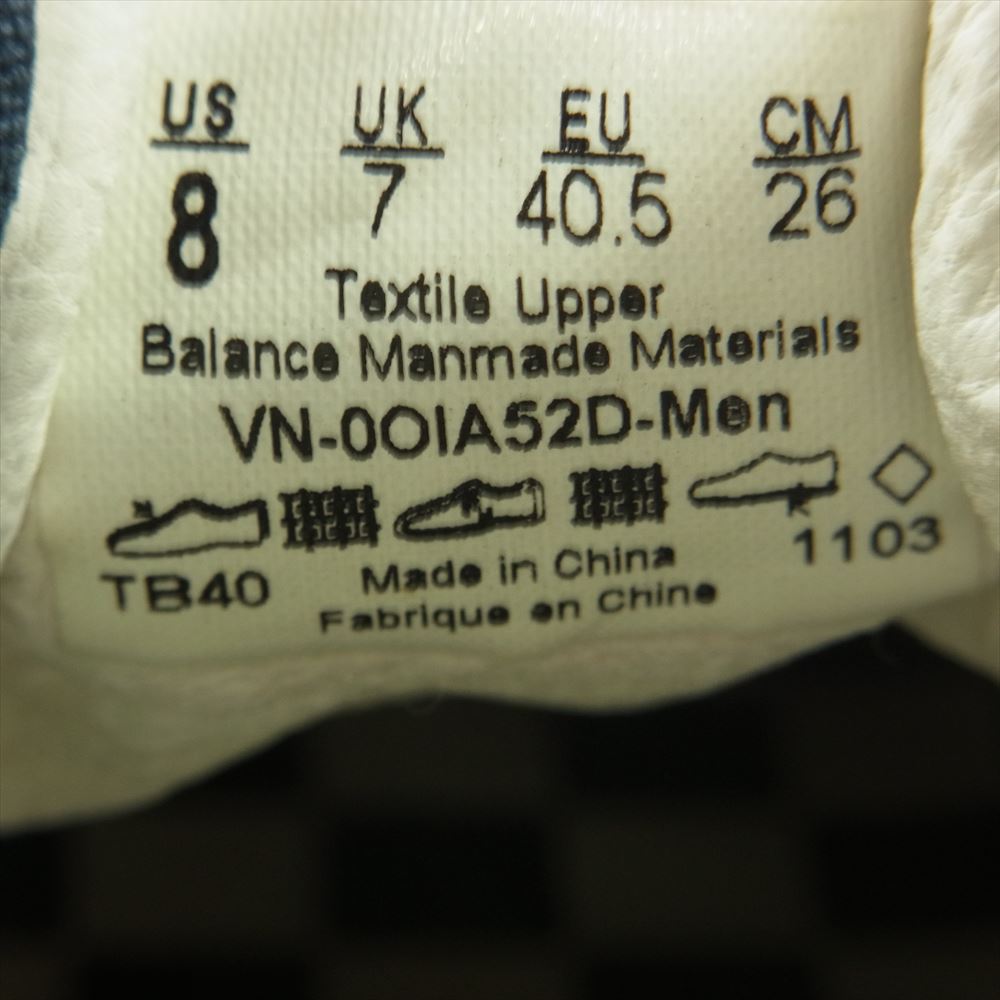 US UK EU CM
8 7 40.5 26
Textile Upper
Balance Manmade Materials
VN-0OIA52D-Men
TB40 Made in China 1103
Fabrique en Chine